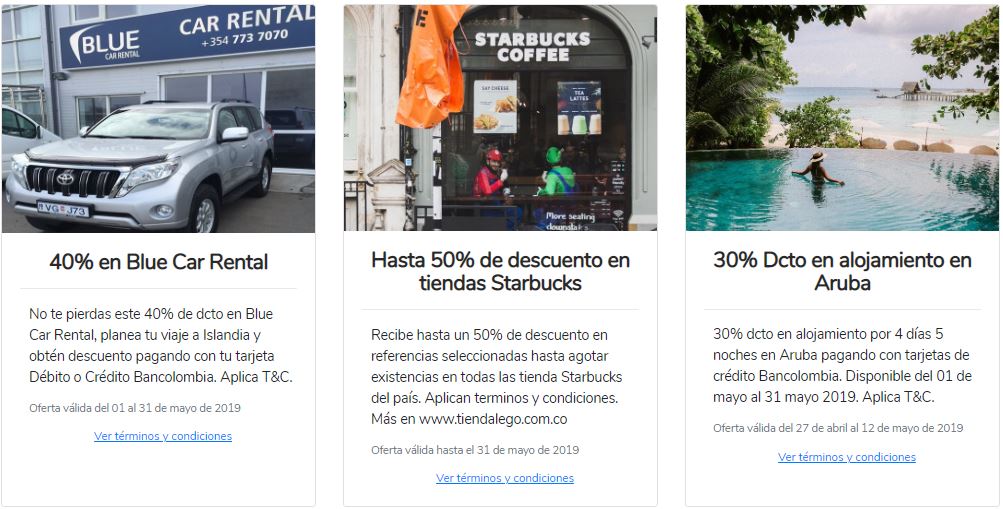 BLUE
CAR RENTAL
CAR RENTAL
+354 773 7070
VG J73
40% en Blue Car Rental
No te pierdas este 40% de dcto en Blue
Car Rental, planea tu viaje a Islandia y
obtén descuento pagando con tu tarjeta
Débito o Crédito Bancolombia. Aplica T&C.
Oferta válida del 01 al 31 de mayo de 2019
Ver términos y condiciones
STARBUCKS
COFFEE
SAY CHEESE
TEA
LATTES
More seating
downstairs
Hasta 50% de descuento en
tiendas Starbucks
Recibe hasta un 50% de descuento en
referencias seleccionadas hasta agotar
existencias en todas las tienda Starbucks
del país. Aplican terminos y condiciones.
Más en www.tiendalego.com.co
Oferta válida hasta el 31 de mayo de 2019
Ver términos y condiciones
30% Dcto en alojamiento en
Aruba
30% dcto en alojamiento por 4 días 5
noches en Aruba pagando con tarjetas de
crédito Bancolombia. Disponible del 01 de
mayo al 31 mayo 2019. Aplica T&C.
Oferta válida del 27 de abril al 12 de mayo de 2019
Ver términos y condiciones